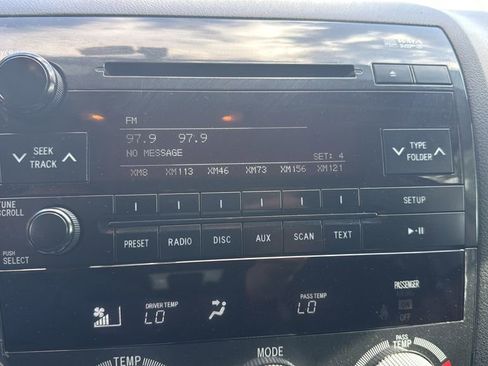 FM
SEEK TRACK
97.9 97.9
NO MESSAGE
SET: 4
XM8 XM113 XM46 XM73 XM156 XM121
TYPE FOLDER
TUNE
SCROLL
SETUP
PUSH
SELECT
PRESET RADIO DISC AUX SCAN TEXT
PASSENGER
DRIVER TEMP
LO
PASS TEMP
LO
ON
OFF
TEMP
MODE
PASS
TEMP